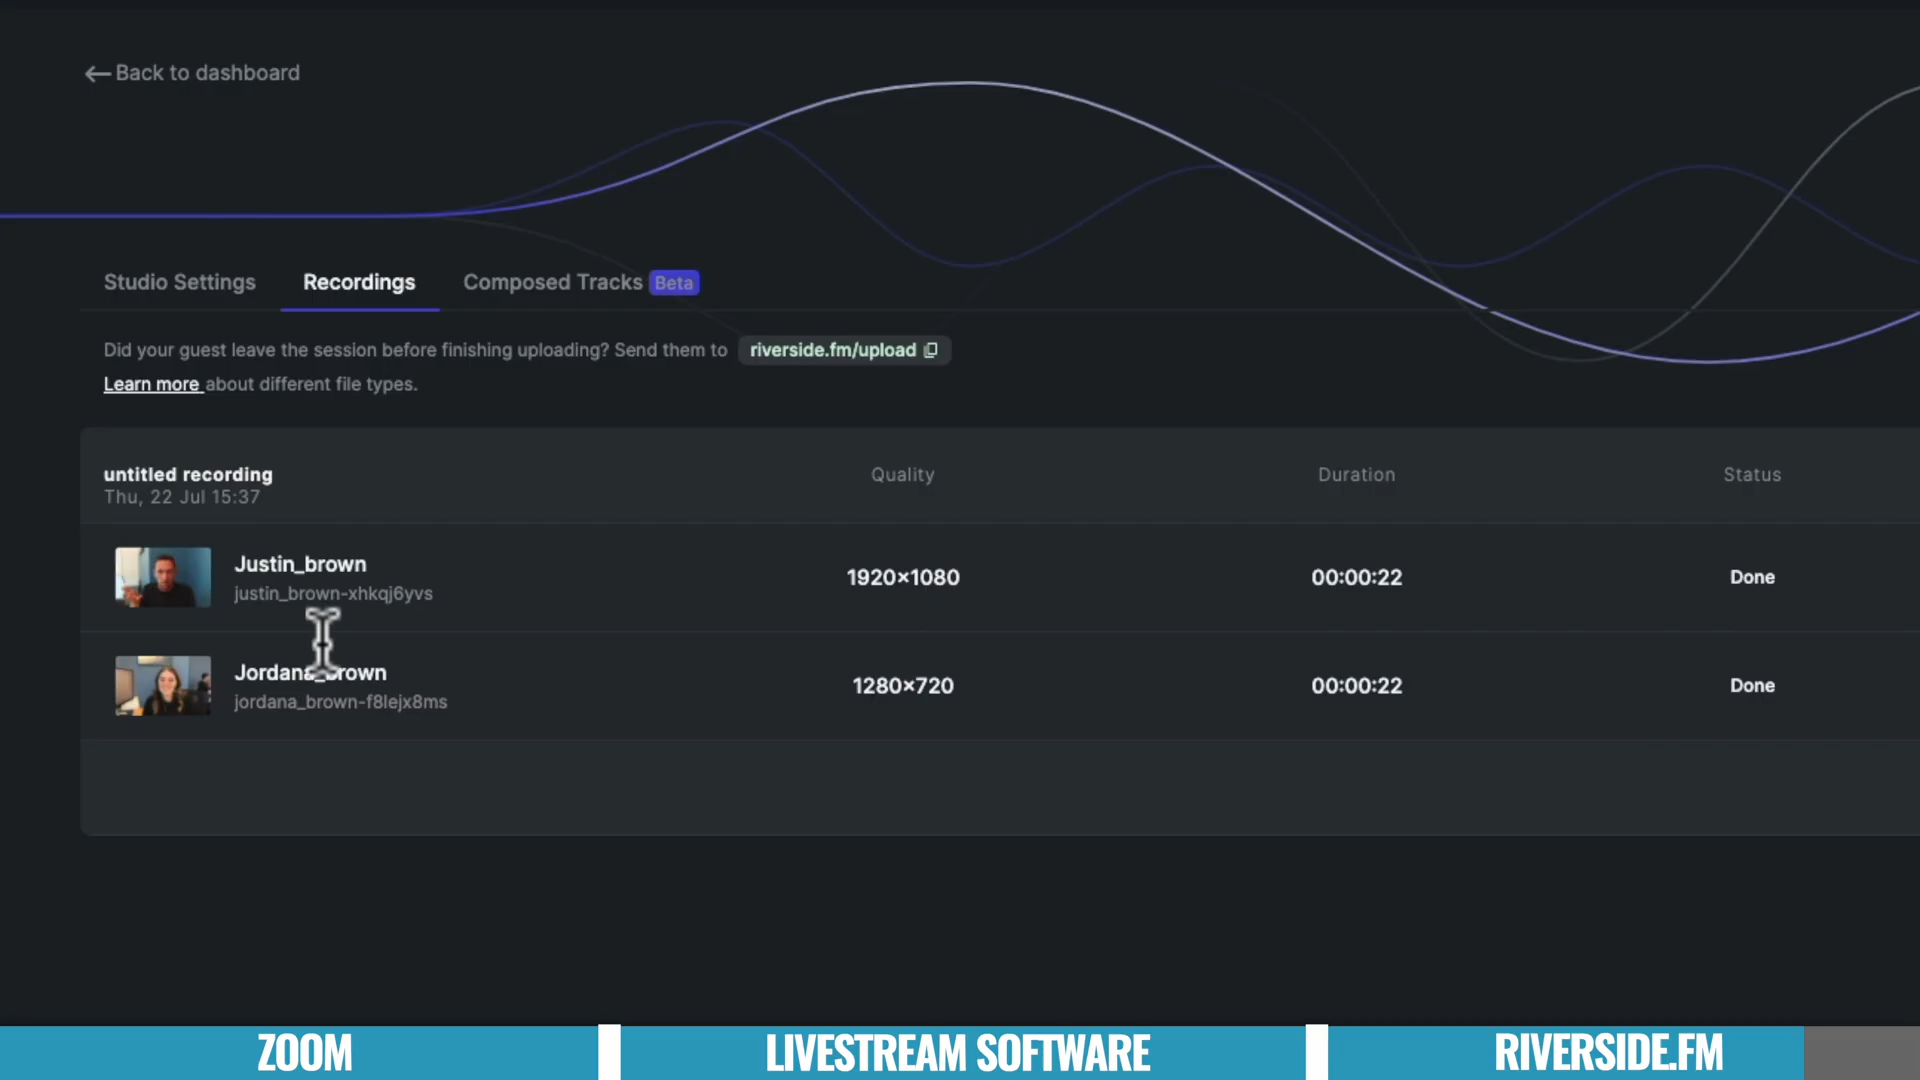 Back to dashboard
Studio Settings Recordings Composed Tracks Beta
Did your guest leave the session before finishing uploading? Send them to riverside.fm/upload
Learn more about different file types.
untitled recording Quality Duration Status
Thu, 22 Jul 15:37
Justin_brown
justin_brown-xhkqj6yvs
1920×1080 00:00:22 Done
Jordana_brown
jordana_brown-f8lejx8ms
1280×720 00:00:22 Done
ZOOM LIVESTREAM SOFTWARE RIVERSIDE.FM